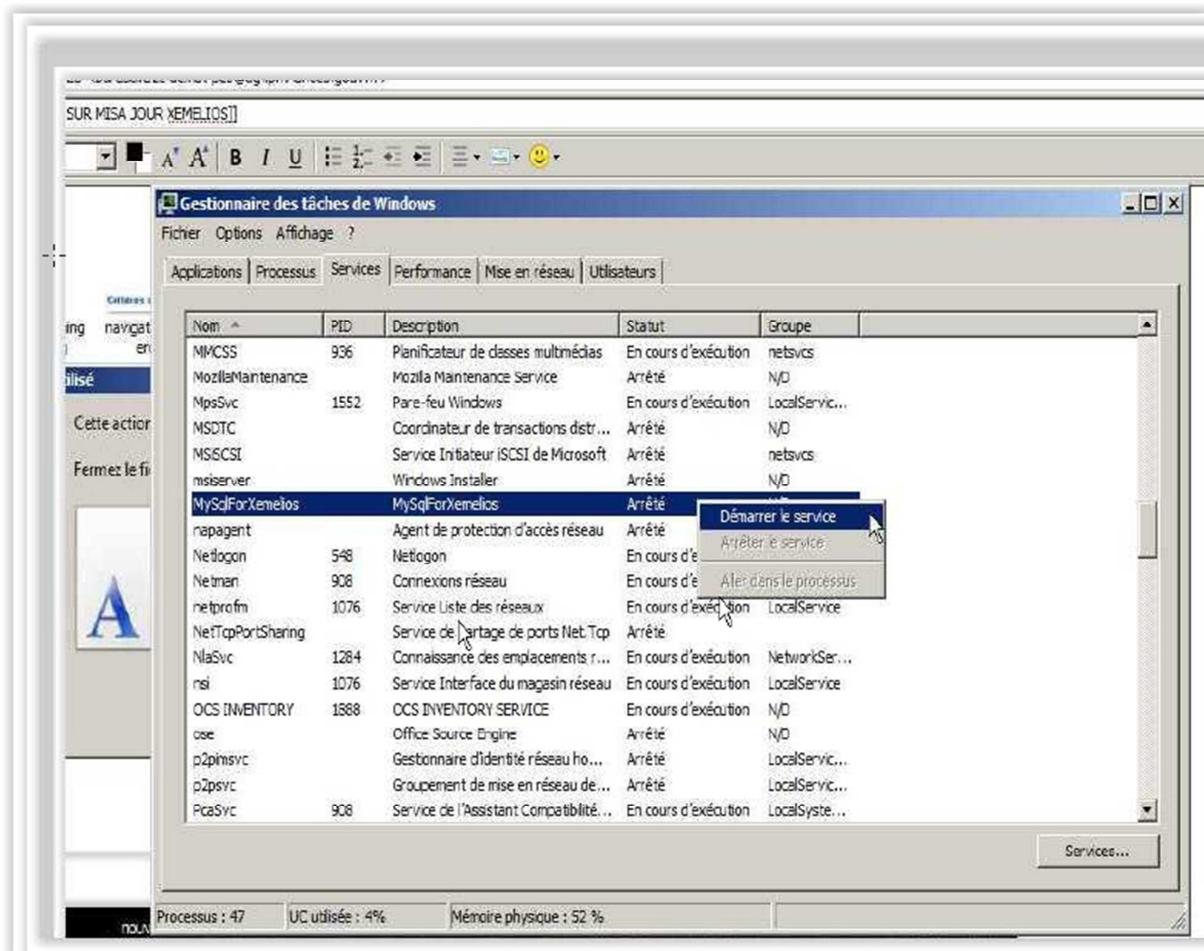 SUR MISA JOUR XEMELIOS]]
B I U
Gestionnaire des tâches de Windows
Fichier Options Affichage ?
Applications Processus Services Performance Mise en réseau Utilisateurs
Nom PID Description Statut Groupe
MMCSS 936 Planificateur de classes multimédias En cours d'exécution netsvcs
MozillaMaintenance Mozilla Maintenance Service Arrêté N/D
MpsSvc 1552 Pare-feu Windows En cours d'exécution LocalServic...
MSDTC Coordinateur de transactions distr... Arrêté N/D
MSiSCSI Service Initiateur iSCSI de Microsoft Arrêté netsvcs
msiserver Windows Installer Arrêté N/D
MySqlForXemelios MySqlForXemelios Arrêté
napagent Agent de protection d'accès réseau Arrêté
Netlogon 548 Netlogon En cours d'e
Netman 908 Connexions réseau En cours d'e
netprofm 1076 Service Liste des réseaux En cours d'exécution LocalService
NetTcpPortSharing Service de partage de ports Net.Tcp Arrêté
NlaSvc 1284 Connaissance des emplacements r... En cours d'exécution NetworkSer...
nsi 1076 Service Interface du magasin réseau En cours d'exécution LocalService
OCS INVENTORY 1588 OCS INVENTORY SERVICE En cours d'exécution N/D
ose Office Source Engine Arrêté N/D
p2pimsvc Gestionnaire d'identité réseau ho... Arrêté LocalServic...
p2psvc Groupement de mise en réseau de... Arrêté LocalServic...
PcaSvc 908 Service de l'Assistant Compatibilité... En cours d'exécution LocalSyste...
Démarrer le service
Arrêter le service
Aller dans le processus
Services...
Processus : 47 UC utilisée : 4% Mémoire physique : 52 %
ing navigat
ilisé
Cette action
Fermez le fi
A